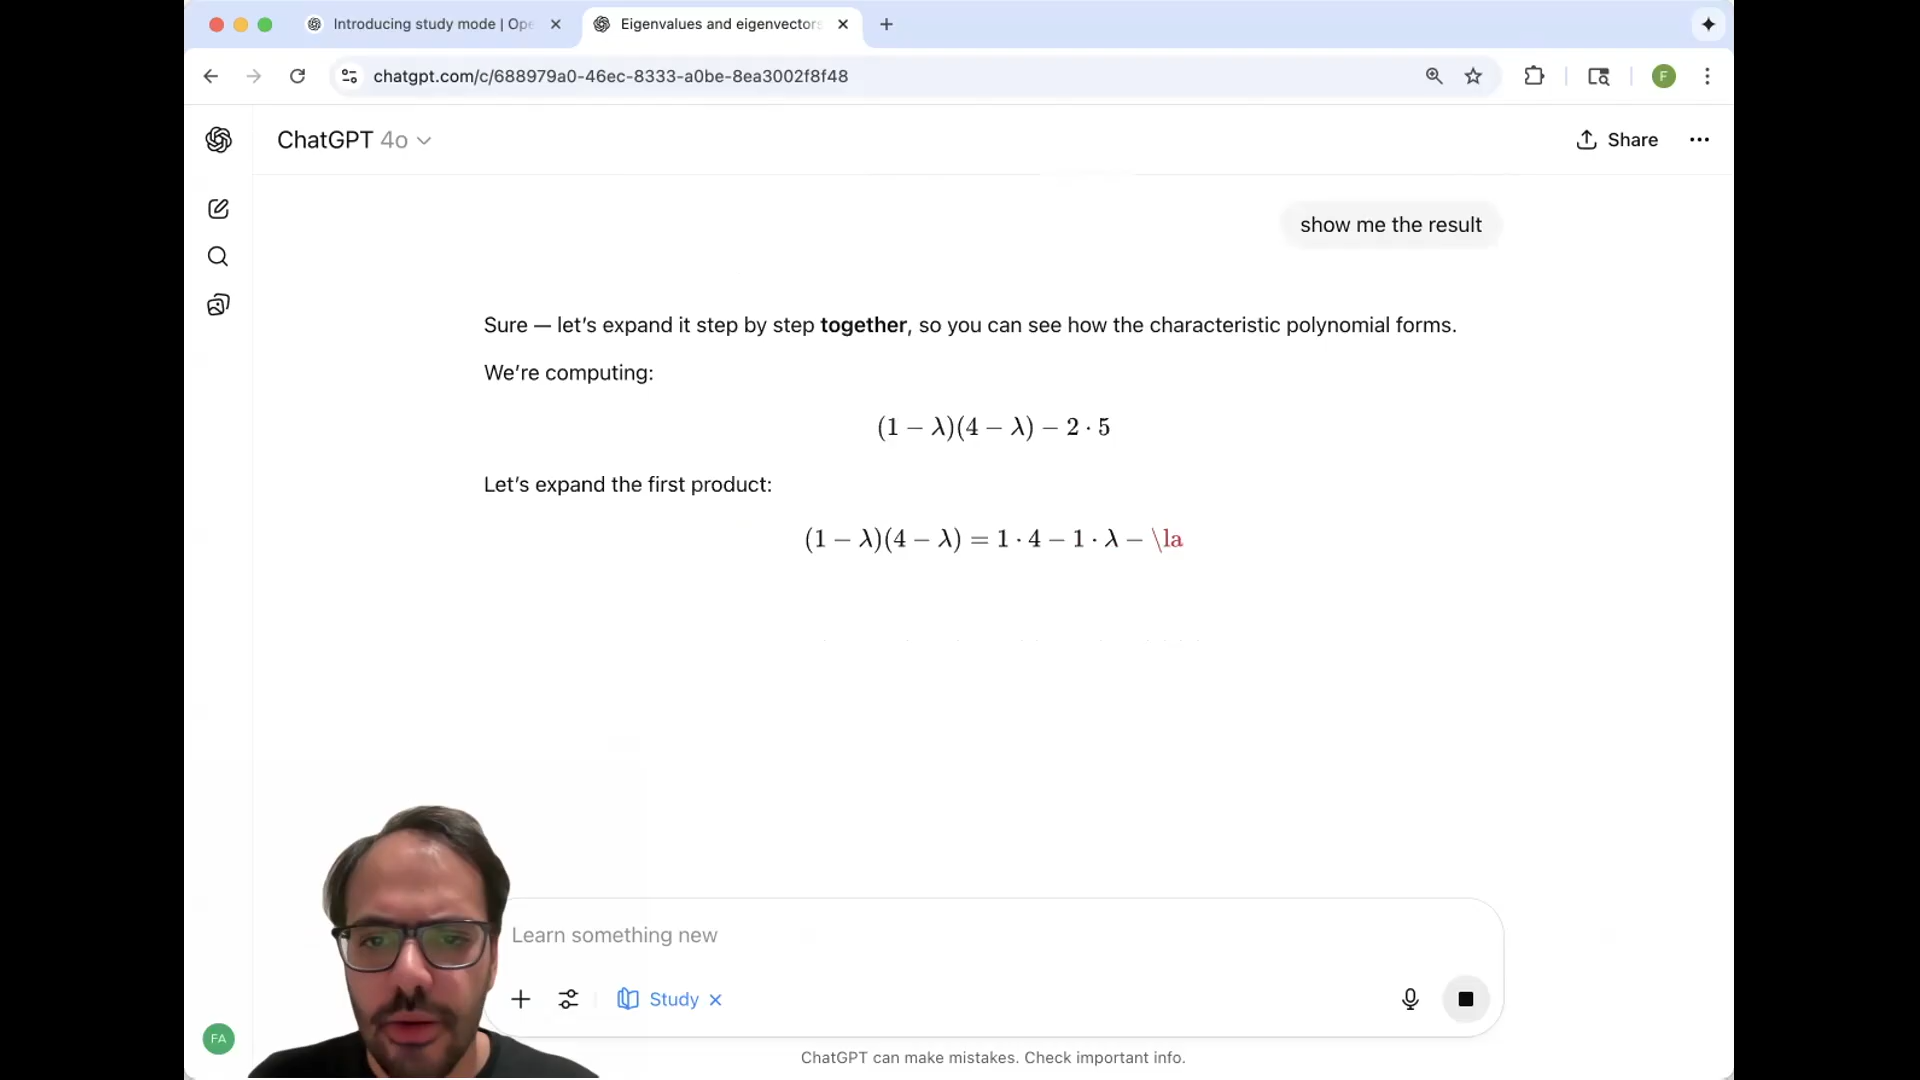 Introducing study mode | Ope
Eigenvalues and eigenvectors
chatgpt.com/c/688979a0-46ec-8333-a0be-8ea3002f8f48
F
ChatGPT 4o
Share
show me the result
Sure — let's expand it step by step together, so you can see how the characteristic polynomial forms.
We're computing:
(1 − λ)(4 − λ) − 2 · 5
Let's expand the first product:
(1 − λ)(4 − λ) = 1 · 4 − 1 · λ − \la
Learn something new
Study
FA
ChatGPT can make mistakes. Check important info.